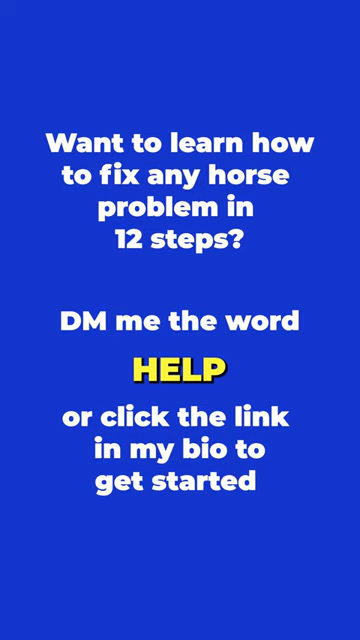 Want to learn how
to fix any horse
problem in
12 steps?
DM me the word
HELP
or click the link
in my bio to
get started